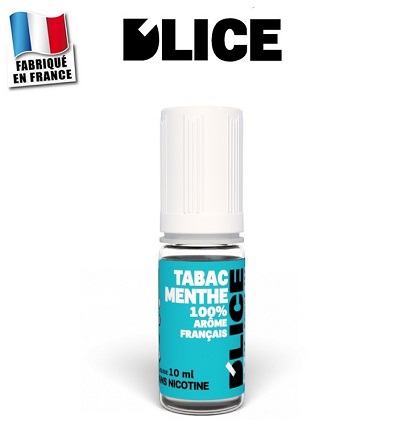 FABRIQUÉ
EN FRANCE
D'LICE
TABAC
MENTHE
100%
ARÔME
FRANÇAIS
10 ml
NICOTINE
D'LICE